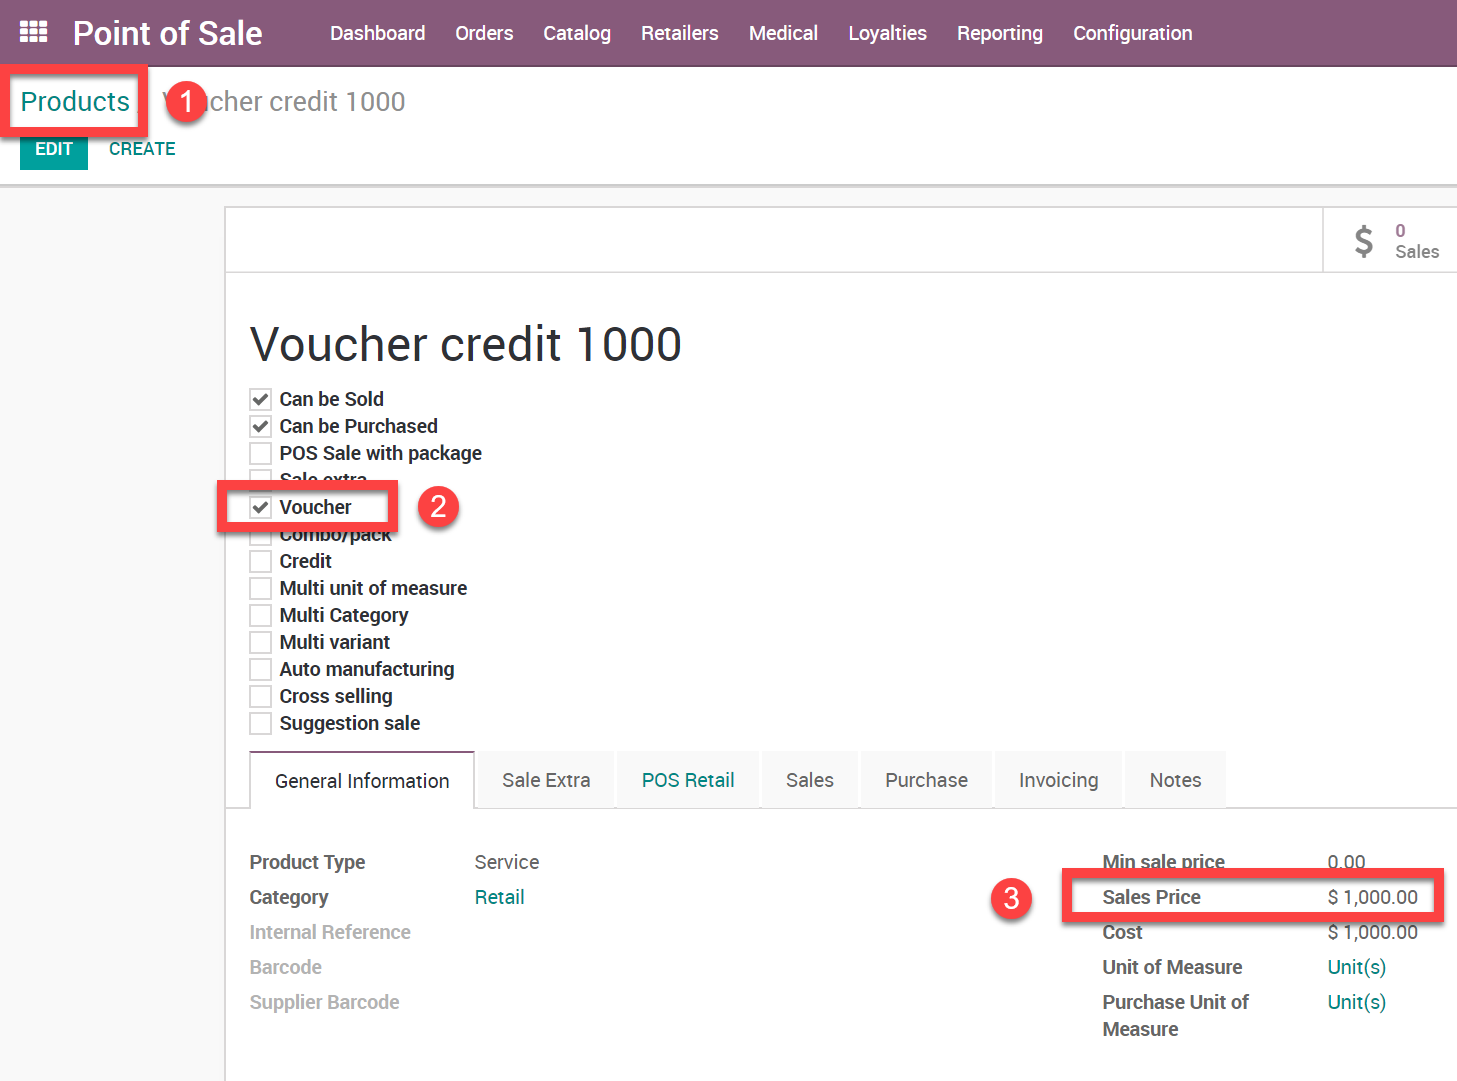 Point of Sale Dashboard Orders Catalog Retailers Medical Loyalties Reporting Configuration
Products 1 Voucher credit 1000
EDIT CREATE
0
$ Sales
Voucher credit 1000
Can be Sold
Can be Purchased
POS Sale with package
Sale extra
Voucher 2
Combo/pack
Credit
Multi unit of measure
Multi Category
Multi variant
Auto manufacturing
Cross selling
Suggestion sale
General Information Sale Extra POS Retail Sales Purchase Invoicing Notes
Product Type Service Min sale price 0.00
Category Retail 3 Sales Price $ 1,000.00
Internal Reference Cost $ 1,000.00
Barcode Unit of Measure Unit(s)
Supplier Barcode Purchase Unit of Unit(s)
Measure